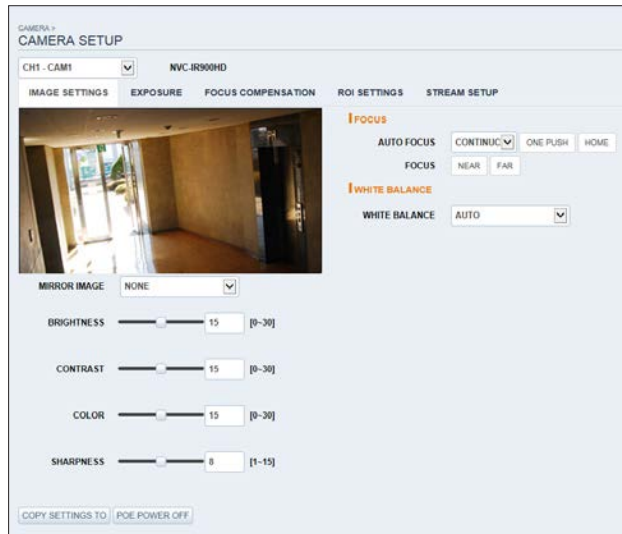 CAMERA >
CAMERA SETUP
CH1 - CAM1 NVC-IR900HD
IMAGE SETTINGS EXPOSURE FOCUS COMPENSATION ROI SETTINGS STREAM SETUP
FOCUS
AUTO FOCUS CONTINUC ONE PUSH HOME
FOCUS NEAR FAR
WHITE BALANCE
WHITE BALANCE AUTO
MIRROR IMAGE NONE
BRIGHTNESS 15 [0~30]
CONTRAST 15 [0~30]
COLOR 15 [0~30]
SHARPNESS 8 [1~15]
COPY SETTINGS TO POE POWER OFF